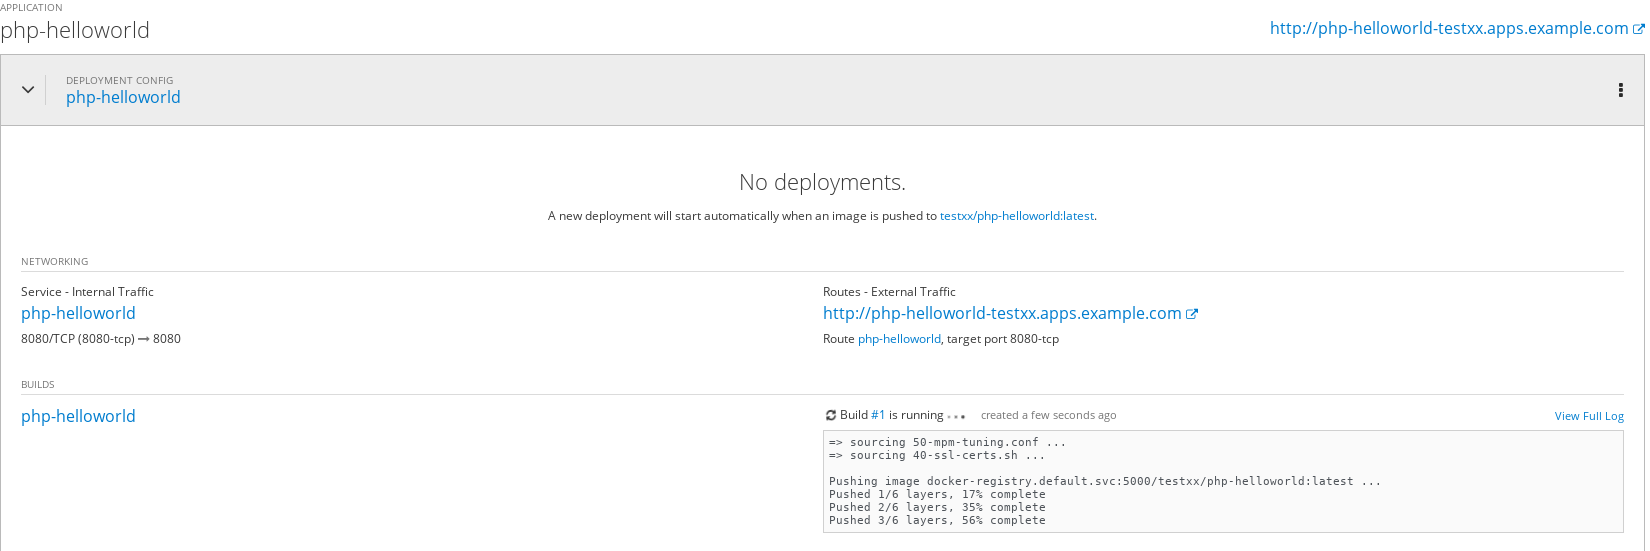 APPLICATION
php-helloworld
http://php-helloworld-testxx.apps.example.com
DEPLOYMENT CONFIG
php-helloworld
No deployments.
A new deployment will start automatically when an image is pushed to testxx/php-helloworld:latest.
NETWORKING
Service - Internal Traffic
php-helloworld
8080/TCP (8080-tcp) → 8080
Routes - External Traffic
http://php-helloworld-testxx.apps.example.com
Route php-helloworld, target port 8080-tcp
BUILDS
php-helloworld
Build #1 is running ... created a few seconds ago
View Full Log
=> sourcing 50-mpm-tuning.conf ...
=> sourcing 40-ssl-certs.sh ...
Pushing image docker-registry.default.svc:5000/testxx/php-helloworld:latest ...
Pushed 1/6 layers, 17% complete
Pushed 2/6 layers, 35% complete
Pushed 3/6 layers, 56% complete